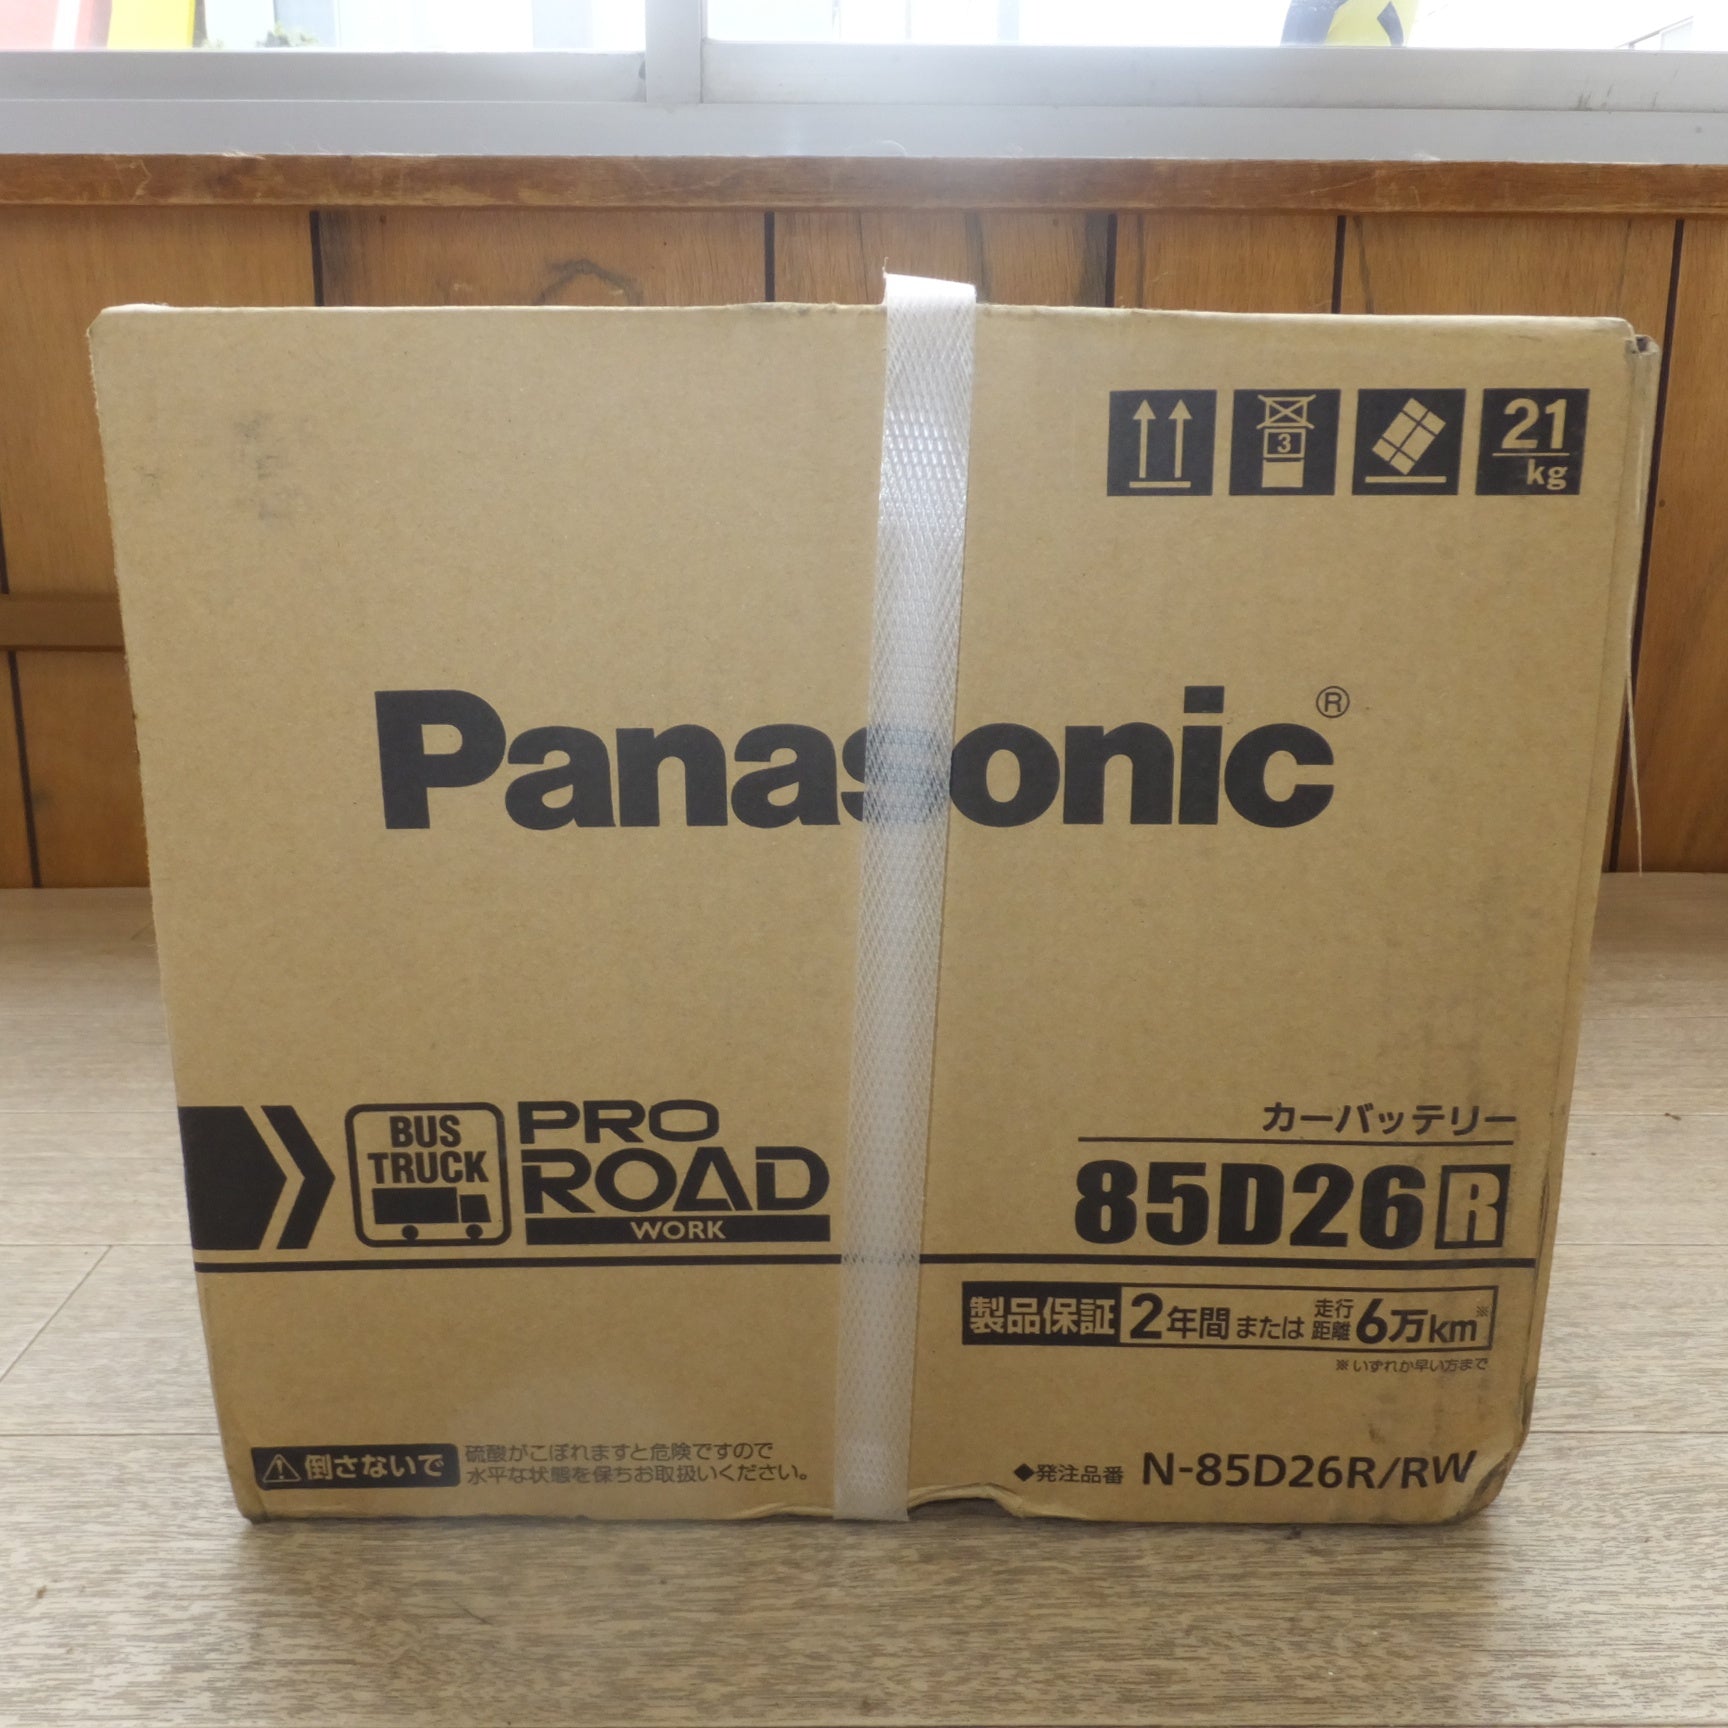 3
21
kg
Panasonic®
BUS
TRUCK
PRO
ROAD
WORK
カーバッテリー
85D26R
製品保証 2年間 または 走行距離 6万km※
※いずれか早い方まで
⚠倒さないで
硫酸がこぼれますと危険ですので
水平な状態を保ちお取扱いください。
◆発注品番 N-85D26R/RW